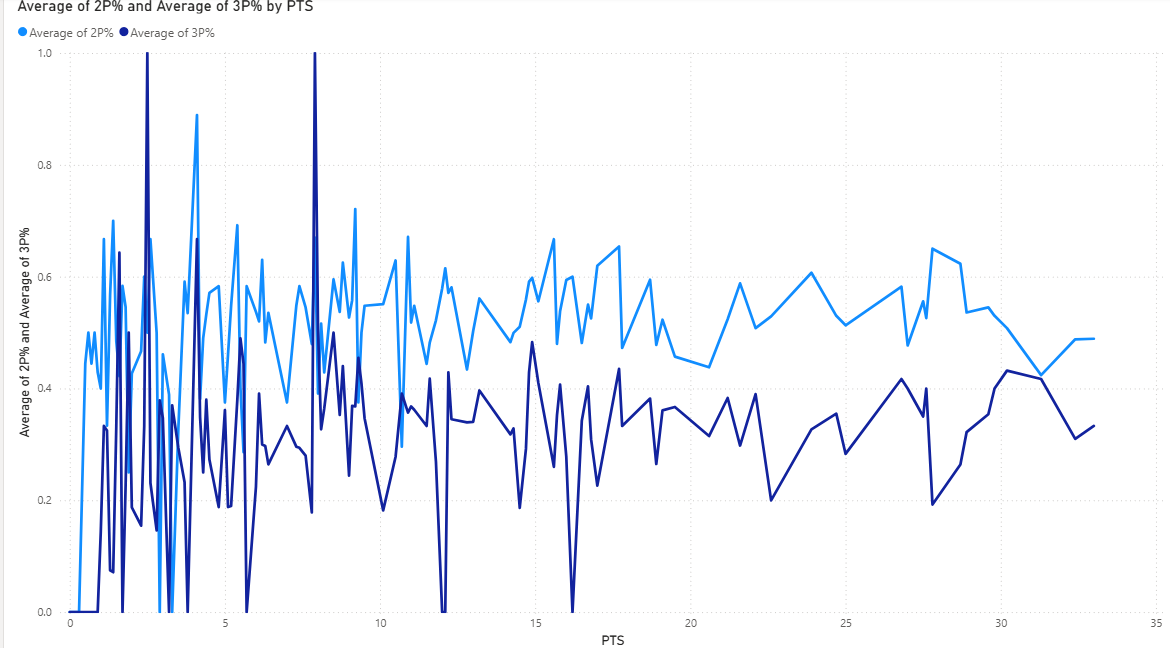 Average of 2P% and Average of 3P% by PTS
Average of 2P% Average of 3P%
1.0
0.8
0.6
0.4
0.2
0.0
Average of 2P% and Average of 3P%
0 5 10 15 20 25 30 35
PTS